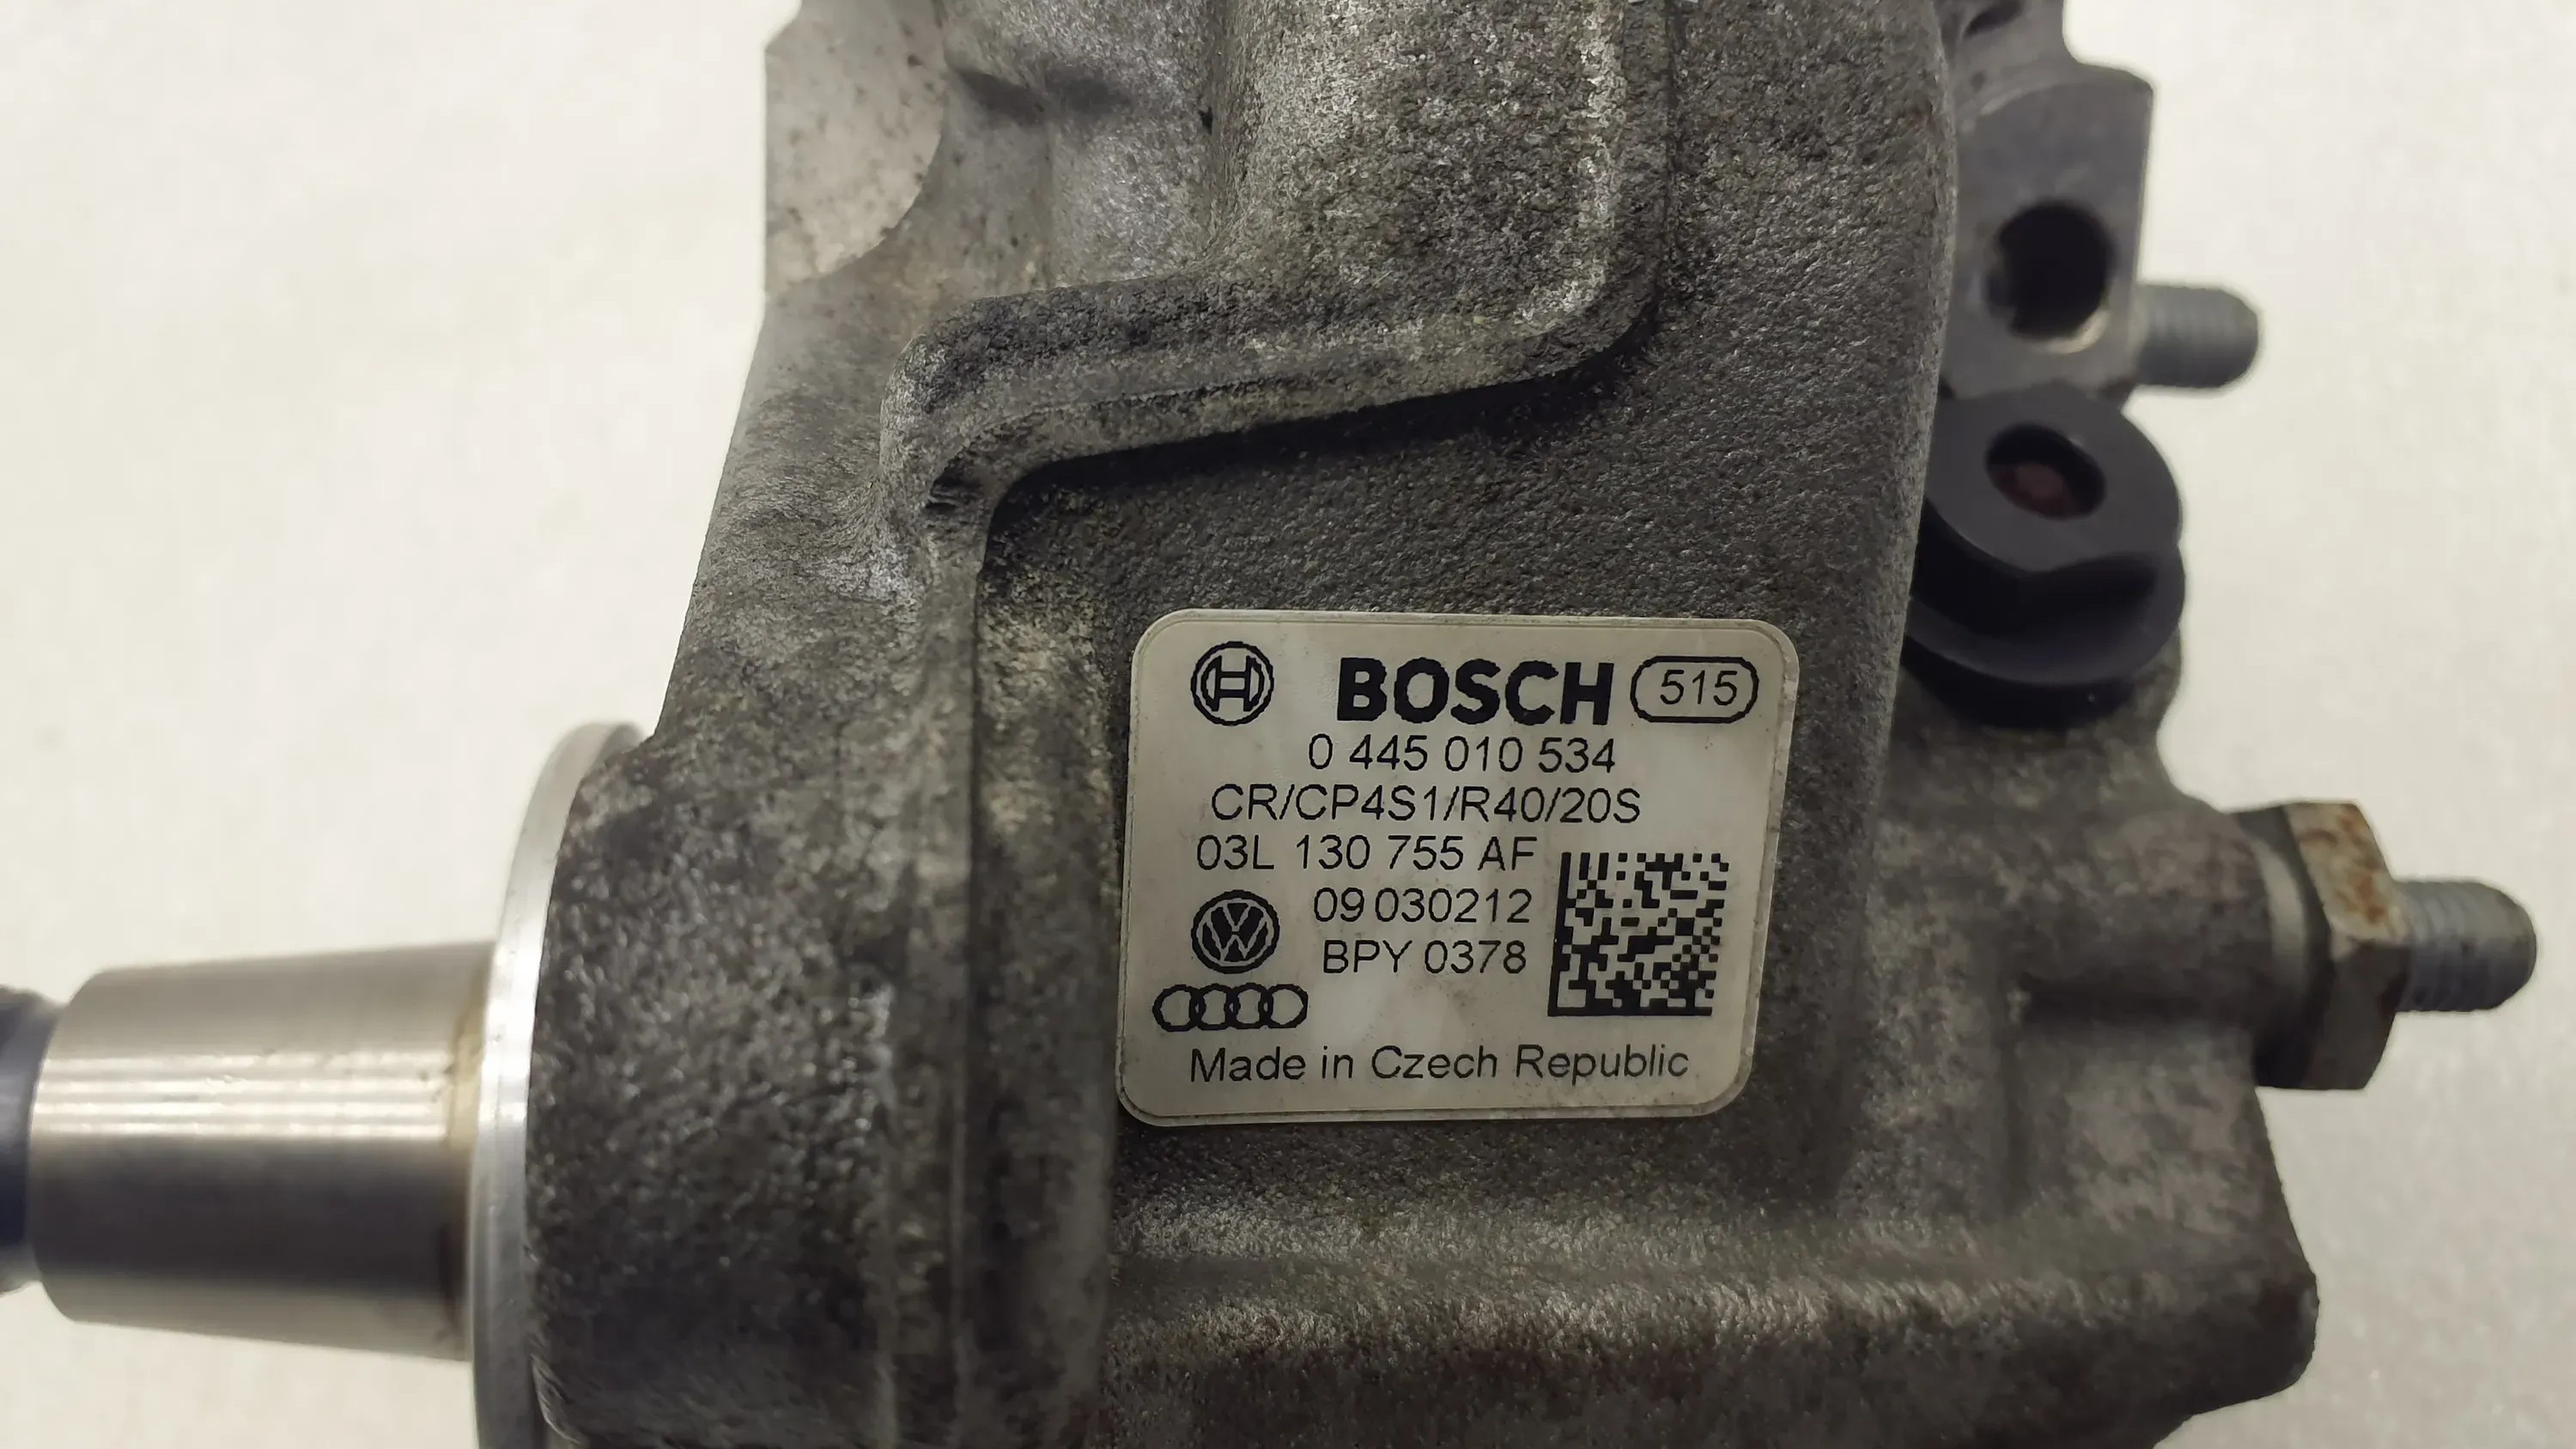 BOSCH 515
0 445 010 534
CR/CP4S1/R40/20S
03L 130 755 AF
09 030212
BPY 0378
Made in Czech Republic